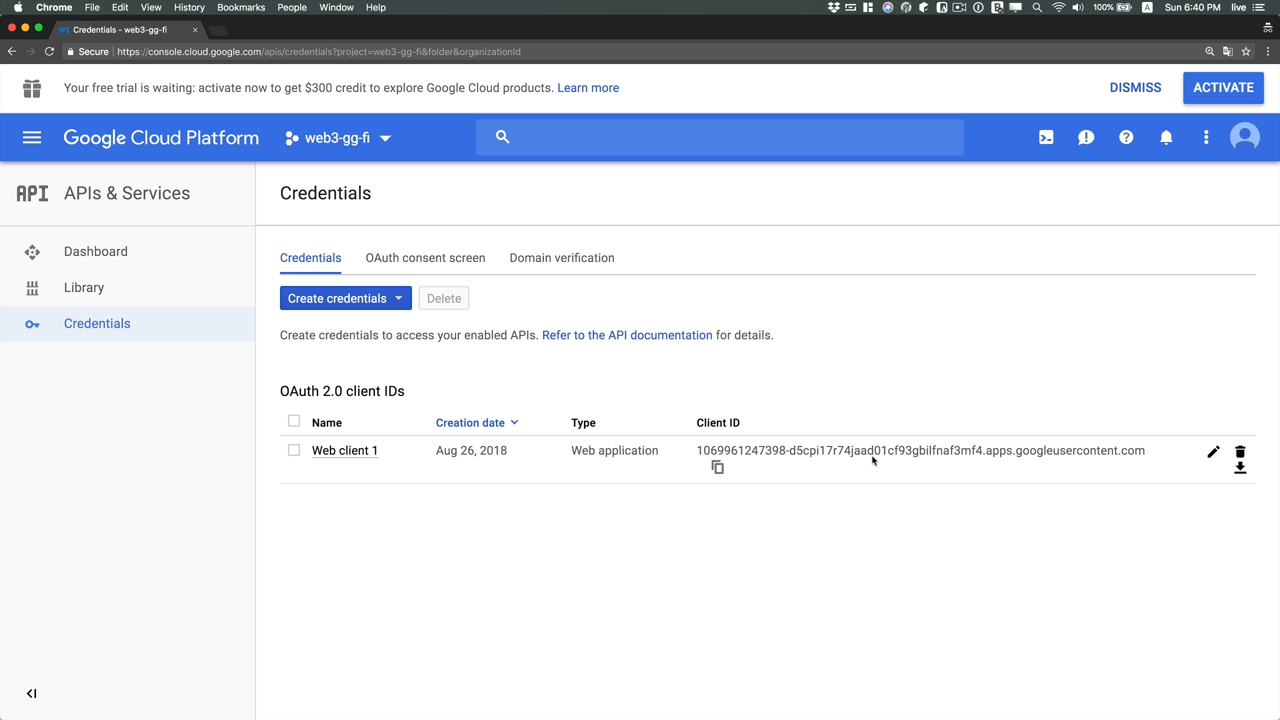 Chrome File Edit View History Bookmarks People Window Help 100% A Sun 6:40 PM live
API Credentials - web3-gg-fi ×
Secure https://console.cloud.google.com/apis/credentials?project=web3-gg-fi&folder&organizationId
Your free trial is waiting: activate now to get $300 credit to explore Google Cloud products. Learn more DISMISS ACTIVATE
Google Cloud Platform web3-gg-fi
API APIs & Services Credentials
Dashboard
Library
Credentials
Credentials OAuth consent screen Domain verification
Create credentials Delete
Create credentials to access your enabled APIs. Refer to the API documentation for details.
OAuth 2.0 client IDs
Name Creation date Type Client ID
Web client 1 Aug 26, 2018 Web application 1069961247398-d5cpi17r74jaad01cf93gbilfnaf3mf4.apps.googleusercontent.com